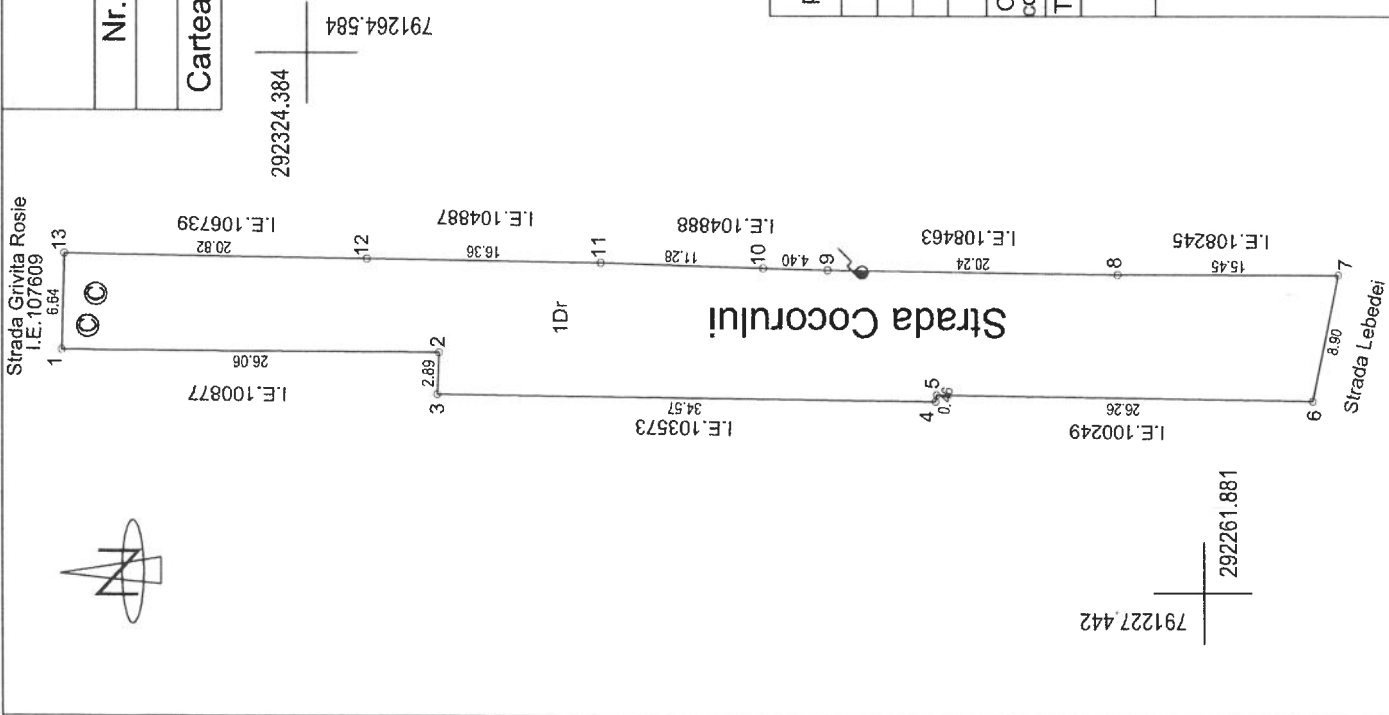 Nr.
Cartea
791264.584
292324.384
Strada Grivita Rosie
I.E. 107609
13
6.64
1
I.E.106739
20.82
12
I.E.104887
16.36
11
I.E.104888
11.28
10
4.40
9
I.E.108463
20.24
8
I.E.108245
15.45
7
I.E.100877
26.06
2
2.89
3
1Dr
Strada Cocorului
I.E.103573
34.57
4
5
0.46
I.E.100249
26.26
6
8.90
Strada Lebedei
N
C
C
791227.442
292261.881